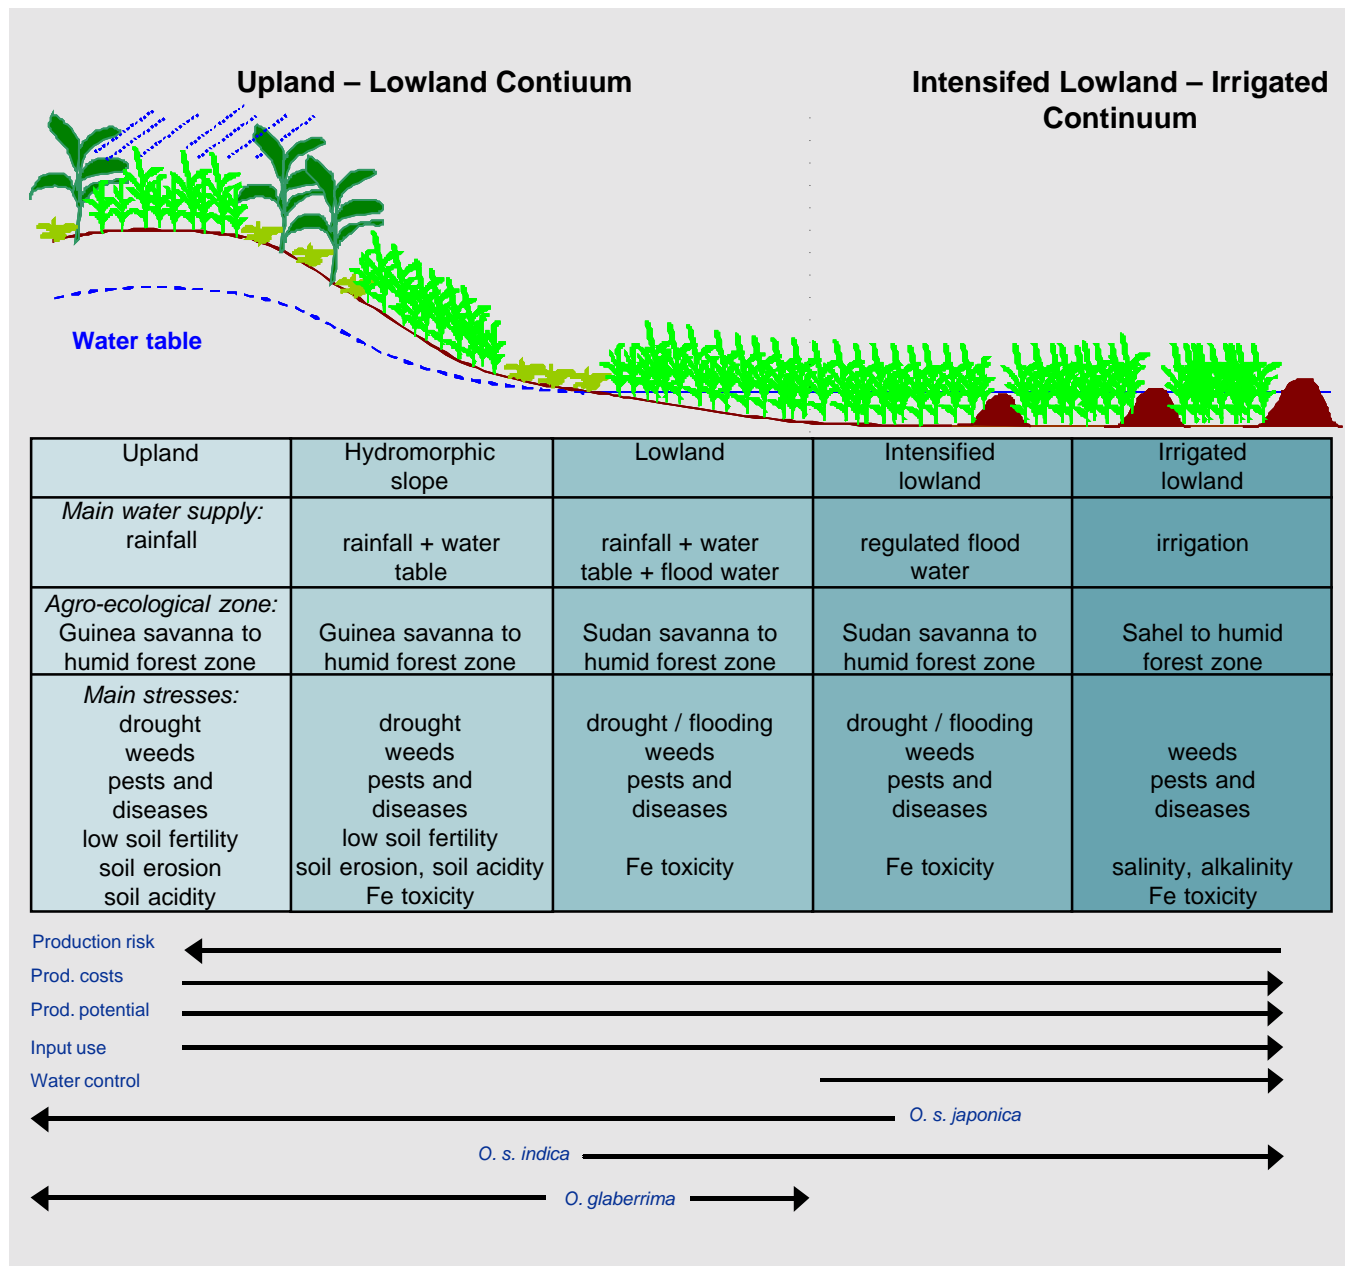 Upland – Lowland Contiuum
Intensifed Lowland – Irrigated
Continuum
Water table
Upland
Hydromorphic
slope
Lowland
Intensified
lowland
Irrigated
lowland
Main water supply:
rainfall
rainfall + water
table
rainfall + water
table + flood water
regulated flood
water
irrigation
Agro-ecological zone:
Guinea savanna to
humid forest zone
Guinea savanna to
humid forest zone
Sudan savanna to
humid forest zone
Sudan savanna to
humid forest zone
Sahel to humid
forest zone
Main stresses:
drought
weeds
pests and
diseases
low soil fertility
soil erosion
soil acidity
drought
weeds
pests and
diseases
low soil fertility
soil erosion, soil acidity
Fe toxicity
drought / flooding
weeds
pests and
diseases
Fe toxicity
drought / flooding
weeds
pests and
diseases
Fe toxicity
weeds
pests and
diseases
salinity, alkalinity
Fe toxicity
Production risk
Prod. costs
Prod. potential
Input use
Water control
O. s. japonica
O. s. indica
O. glaberrima